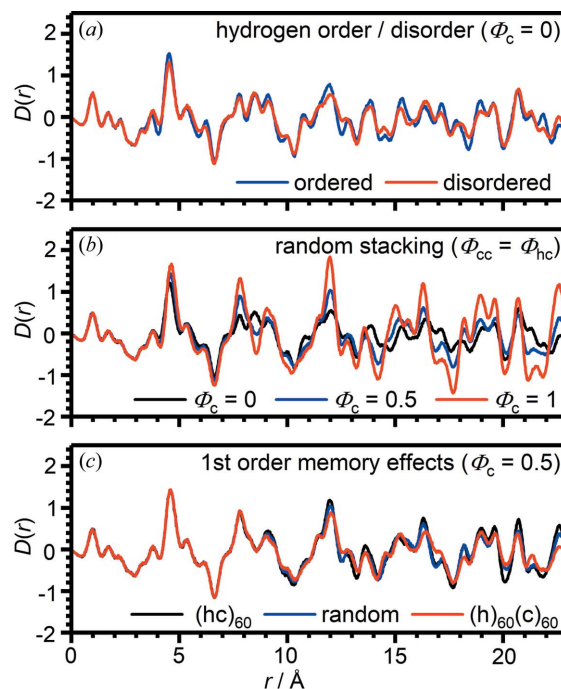 (a) hydrogen order / disorder (Φc = 0)
D(r)
2
1
0
-1
-2
ordered disordered
(b) random stacking (Φcc = Φhc)
D(r)
2
1
0
-1
-2
Φc = 0 Φc = 0.5 Φc = 1
(c) 1st order memory effects (Φc = 0.5)
D(r)
2
1
0
-1
-2
(hc)60 random (h)60(c)60
0 5 10 15 20
r / Å